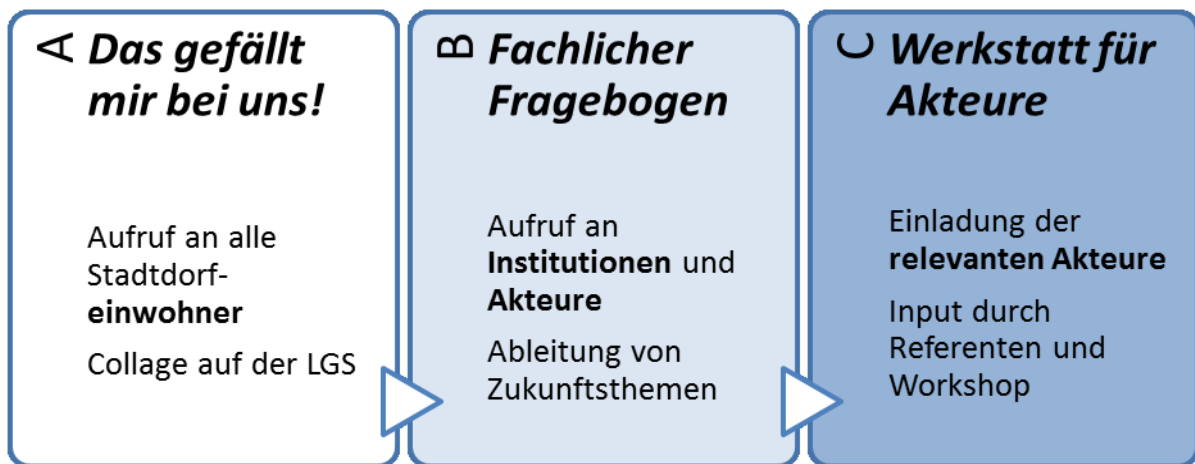 A Das gefällt
mir bei uns!
Aufruf an alle
Stadtdorf-
einwohner
Collage auf der LGS
B Fachlicher
Fragebogen
Aufruf an
Institutionen und
Akteure
Ableitung von
Zukunftsthemen
C Werkstatt für
Akteure
Einladung der
relevanten Akteure
Input durch
Referenten und
Workshop